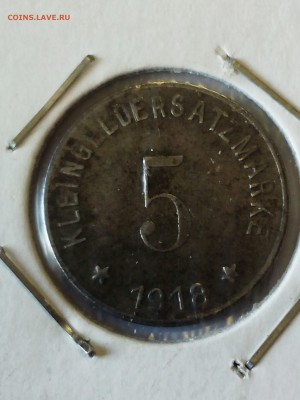 COINS.LAVE.RU
KLEINGELDERSATZMARKE
5
* 1918 *